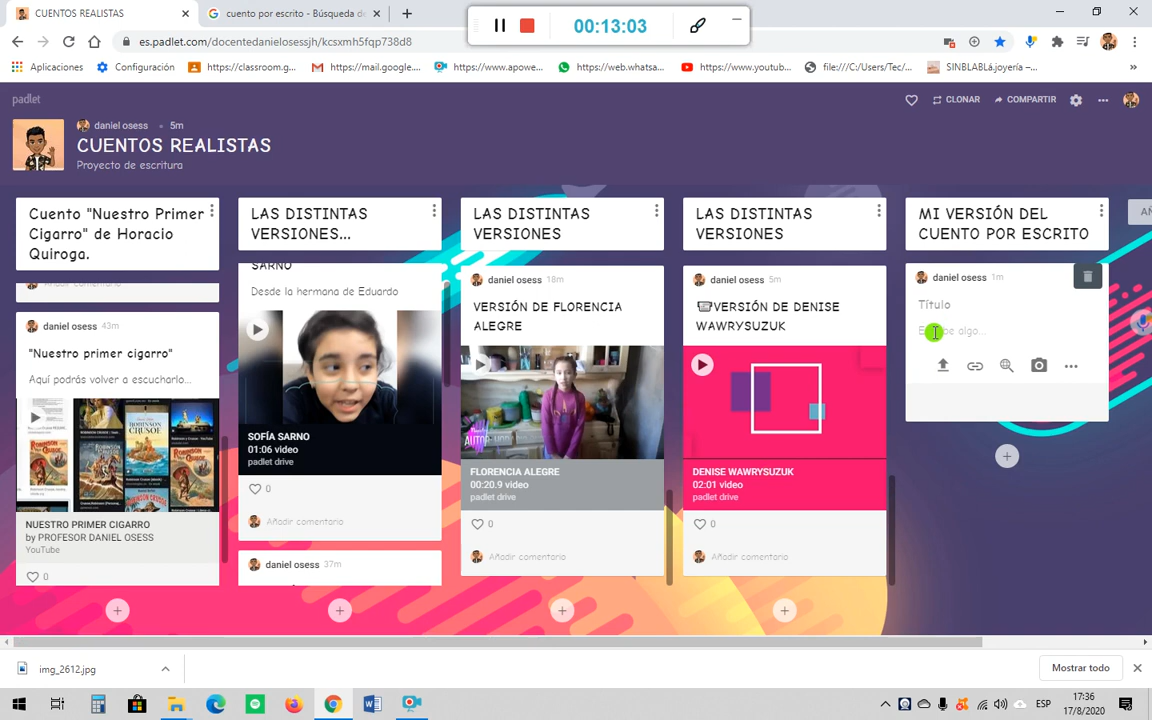 CUENTOS REALISTAS
cuento por escrito - Búsqueda de
00:13:03
es.padlet.com/docentedanielosessjh/kcsxmh5fqp738d8
Aplicaciones
Configuración
https://classroom.g...
https://mail.google....
https://www.apowe...
https://web.whatsa...
https://www.youtub...
file:///C:/Users/Tec/...
SINBLABLÁ.joyería –...
padlet
CLONAR
COMPARTIR
daniel osess • 5m
CUENTOS REALISTAS
Proyecto de escritura
Cuento "Nuestro Primer
Cigarro" de Horacio
Quiroga.
daniel osess 43m
"Nuestro primer cigarro"
Aquí podrás volver a escucharlo...
NUESTRO PRIMER CIGARRO
by PROFESOR DANIEL OSESS
YouTube
0
LAS DISTINTAS
VERSIONES...
SARNO
Desde la hermana de Eduardo
SOFÍA SARNO
01:06 video
padlet drive
0
Añadir comentario
daniel osess 37m
LAS DISTINTAS
VERSIONES
daniel osess 18m
VERSIÓN DE FLORENCIA
ALEGRE
AUTOR
FLORENCIA ALEGRE
00:20.9 video
padlet drive
0
Añadir comentario
LAS DISTINTAS
VERSIONES
daniel osess 5m
VERSIÓN DE DENISE
WAWRYSUZUK
DENISE WAWRYSUZUK
02:01 video
padlet drive
0
Añadir comentario
MI VERSIÓN DEL
CUENTO POR ESCRITO
daniel osess 1m
Título
algo...
AÑ
img_2612.jpg
Mostrar todo
ESP
17:36
17/8/2020